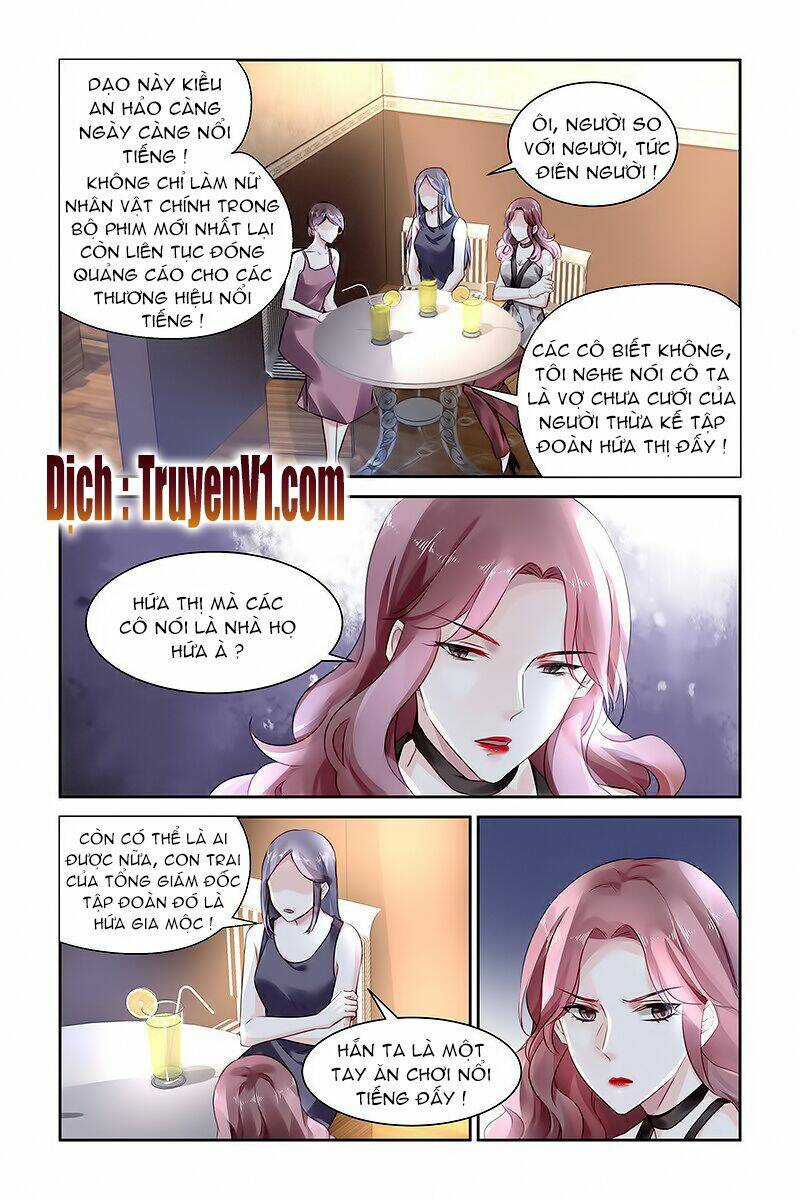 DẠO NÀY KIỀU
AN HẢO CÀNG
NGÀY CÀNG NỔI
TIẾNG !
KHÔNG CHỈ LÀM NỮ
NHÂN VẬT CHÍNH TRONG
BỘ PHIM MỚI NHẤT LẠI
CÒN LIÊN TỤC ĐÓNG
QUẢNG CÁO CHO CÁC
THƯƠNG HIỆU NỔI
TIẾNG !
ÔI, NGƯỜI SO
VỚI NGƯỜI, TỨC
ĐIÊN NGƯỜI !
CÁC CÔ BIẾT KHÔNG,
TÔI NGHE NÓI CÔ TA
LÀ VỢ CHƯA CƯỚI CỦA
NGƯỜI THỪA KẾ TẬP
ĐOÀN HỨA THỊ ĐẤY !
Dịch : TruyenV1.com
HỨA THỊ MÀ CÁC
CÔ NÓI LÀ NHÀ HỌ
HỨA À ?
CÒN CÓ THỂ LÀ AI
ĐƯỢC NỮA, CON TRAI
CỦA TỔNG GIÁM ĐỐC
TẬP ĐOÀN ĐÓ LÀ
HỨA GIA MỘC !
HẮN TA LÀ MỘT
TAY ĂN CHƠI NỔI
TIẾNG ĐẤY !